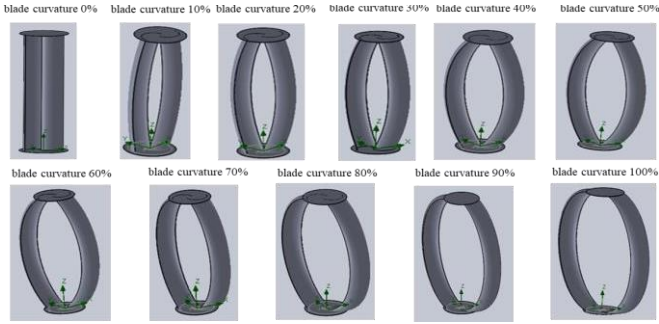 blade curvature 0%
blade curvature 10%
blade curvature 20%
blade curvature 30%
blade curvature 40%
blade curvature 50%
blade curvature 60%
blade curvature 70%
blade curvature 80%
blade curvature 90%
blade curvature 100%